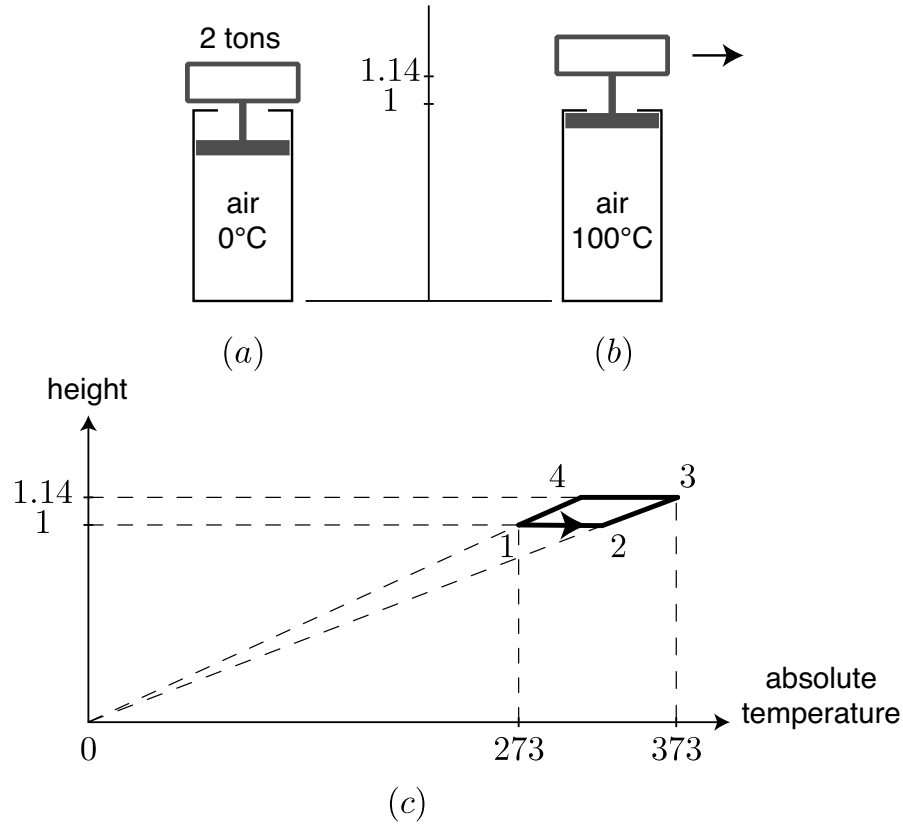 2 tons
1.14
1
air
0°C
air
100°C
(a)
(b)
height
4
3
1.14
1
1
2
absolute
temperature
0
273
373
(c)